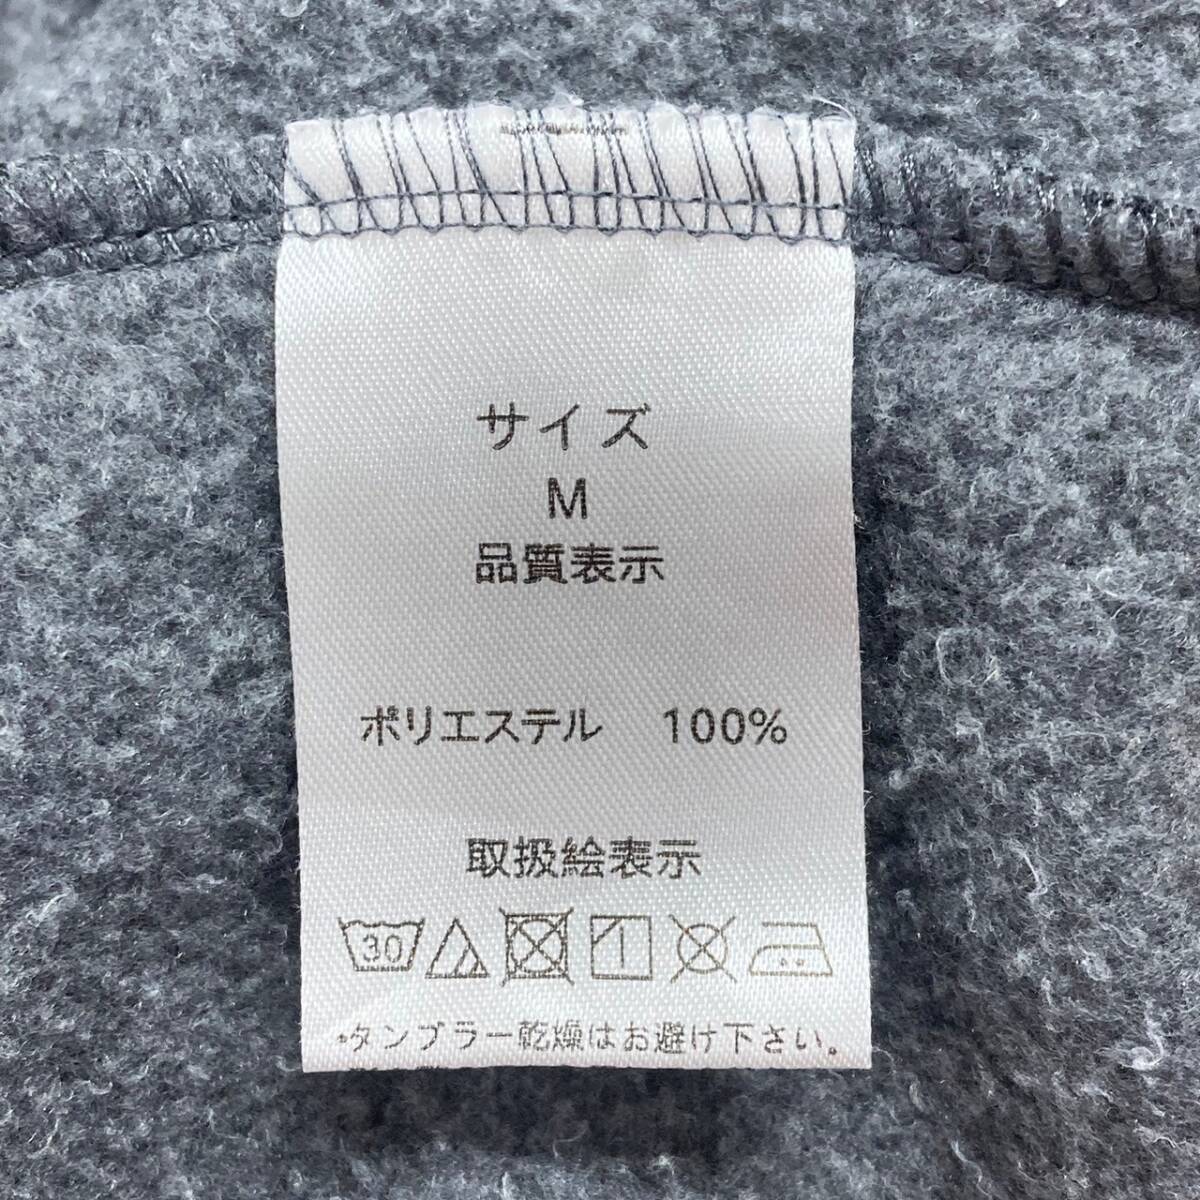 サイズ
M
品質表示
ポリエステル 100%
取扱絵表示
30
*タンブラー乾燥はお避け下さい。